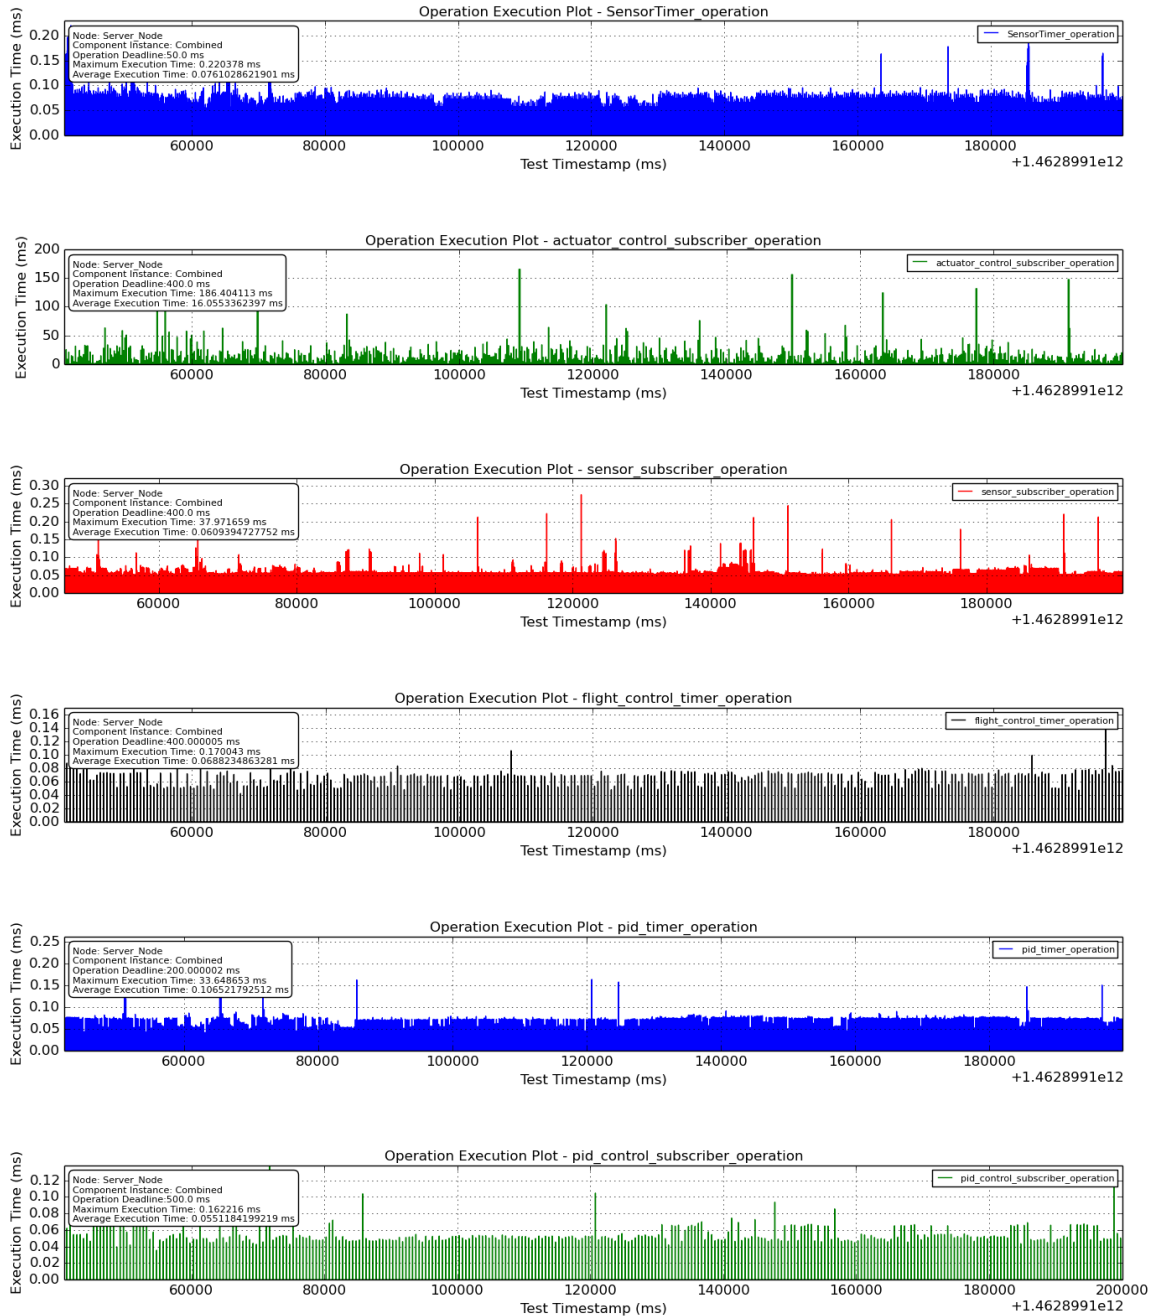 Operation Execution Plot - SensorTimer_operation
Execution Time (ms)
0.20
0.15
0.10
0.05
0.00
Node: Server_Node
Component Instance: Combined
Operation Deadline:50.0 ms
Maximum Execution Time: 0.220378 ms
Average Execution Time: 0.0761028621901 ms
SensorTimer_operation
60000 80000 100000 120000 140000 160000 180000
Test Timestamp (ms)
+1.4628991e12
Operation Execution Plot - actuator_control_subscriber_operation
Execution Time (ms)
200
150
100
50
0
Node: Server_Node
Component Instance: Combined
Operation Deadline:400.0 ms
Maximum Execution Time: 186.404113 ms
Average Execution Time: 16.0553362397 ms
actuator_control_subscriber_operation
60000 80000 100000 120000 140000 160000 180000
Test Timestamp (ms)
+1.4628991e12
Operation Execution Plot - sensor_subscriber_operation
Execution Time (ms)
0.30
0.25
0.20
0.15
0.10
0.05
0.00
Node: Server_Node
Component Instance: Combined
Operation Deadline:400.0 ms
Maximum Execution Time: 37.971659 ms
Average Execution Time: 0.0609394727752 ms
sensor_subscriber_operation
60000 80000 100000 120000 140000 160000 180000
Test Timestamp (ms)
+1.4628991e12
Operation Execution Plot - flight_control_timer_operation
Execution Time (ms)
0.16
0.14
0.12
0.10
0.08
0.06
0.04
0.02
0.00
Node: Server_Node
Component Instance: Combined
Operation Deadline:400.000005 ms
Maximum Execution Time: 0.170043 ms
Average Execution Time: 0.0688234863281 ms
flight_control_timer_operation
60000 80000 100000 120000 140000 160000 180000
Test Timestamp (ms)
+1.4628991e12
Operation Execution Plot - pid_timer_operation
Execution Time (ms)
0.25
0.20
0.15
0.10
0.05
0.00
Node: Server_Node
Component Instance: Combined
Operation Deadline:200.000002 ms
Maximum Execution Time: 33.648653 ms
Average Execution Time: 0.106521792512 ms
pid_timer_operation
60000 80000 100000 120000 140000 160000 180000
Test Timestamp (ms)
+1.4628991e12
Operation Execution Plot - pid_control_subscriber_operation
Execution Time (ms)
0.12
0.10
0.08
0.06
0.04
0.02
0.00
Node: Server_Node
Component Instance: Combined
Operation Deadline:500.0 ms
Maximum Execution Time: 0.162216 ms
Average Execution Time: 0.0551184199219 ms
pid_control_subscriber_operation
60000 80000 100000 120000 140000 160000 180000 200000
Test Timestamp (ms)
+1.4628991e12